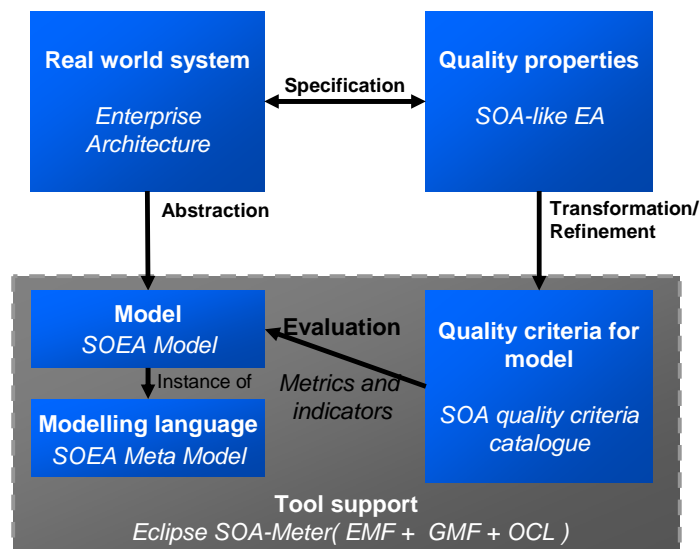 Real world system
Enterprise
Architecture
Specification
Quality properties
SOA-like EA
Abstraction
Transformation/
Refinement
Model
SOEA Model
Evaluation
Metrics and
indicators
Quality criteria for
model
SOA quality criteria
catalogue
Instance of
Modelling language
SOEA Meta Model
Tool support
Eclipse SOA-Meter( EMF + GMF + OCL )